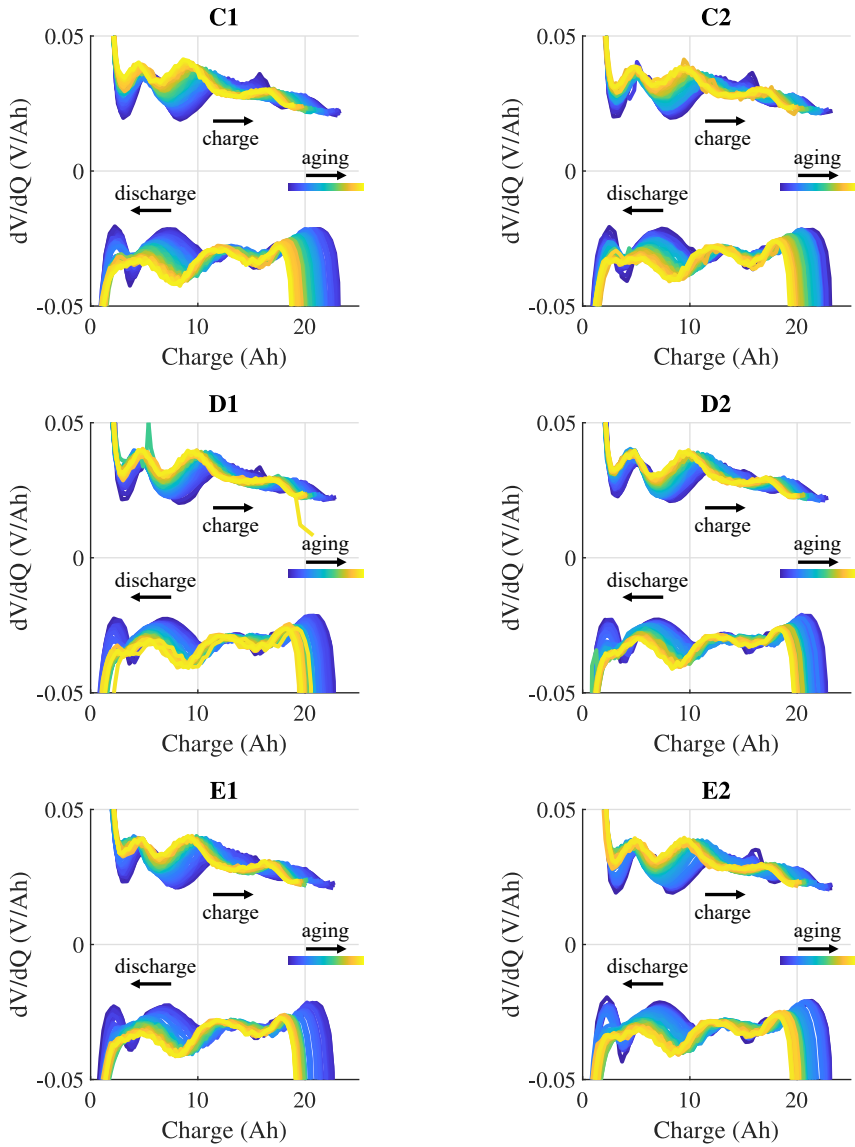 C1
0.05
0
-0.05
dV/dQ (V/Ah)
charge
aging
discharge
0 10 20
Charge (Ah)
C2
0.05
0
-0.05
dV/dQ (V/Ah)
charge
aging
discharge
0 10 20
Charge (Ah)
D1
0.05
0
-0.05
dV/dQ (V/Ah)
charge
aging
discharge
0 10 20
Charge (Ah)
D2
0.05
0
-0.05
dV/dQ (V/Ah)
charge
aging
discharge
0 10 20
Charge (Ah)
E1
0.05
0
-0.05
dV/dQ (V/Ah)
charge
aging
discharge
0 10 20
Charge (Ah)
E2
0.05
0
-0.05
dV/dQ (V/Ah)
charge
aging
discharge
0 10 20
Charge (Ah)